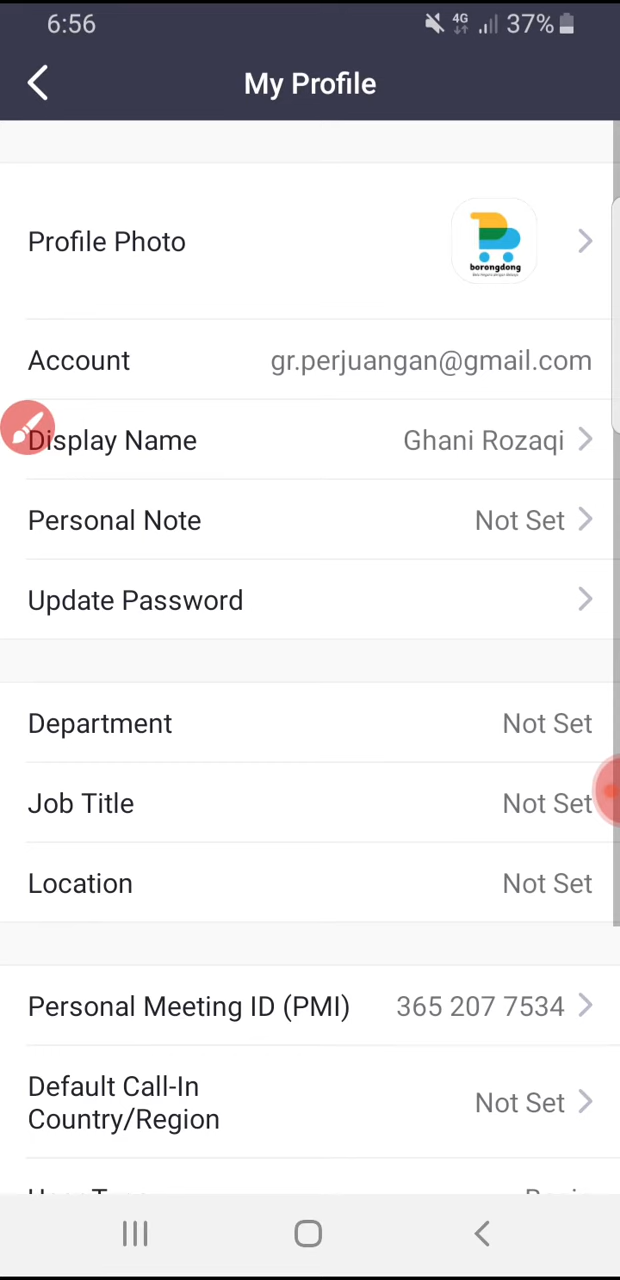 6:56 4G 37%
My Profile
Profile Photo
borongdong
Account gr.perjuangan@gmail.com
Display Name Ghani Rozaqi
Personal Note Not Set
Update Password
Department Not Set
Job Title Not Set
Location Not Set
Personal Meeting ID (PMI) 365 207 7534
Default Call-In
Country/Region Not Set